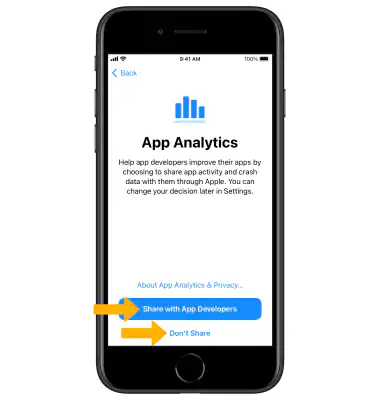 9:41 AM
100%
Back
App Analytics
Help app developers improve their apps by
choosing to share app activity and crash
data with them through Apple. You can
change your decision later in Settings.
About App Analytics & Privacy...
Share with App Developers
Don't Share